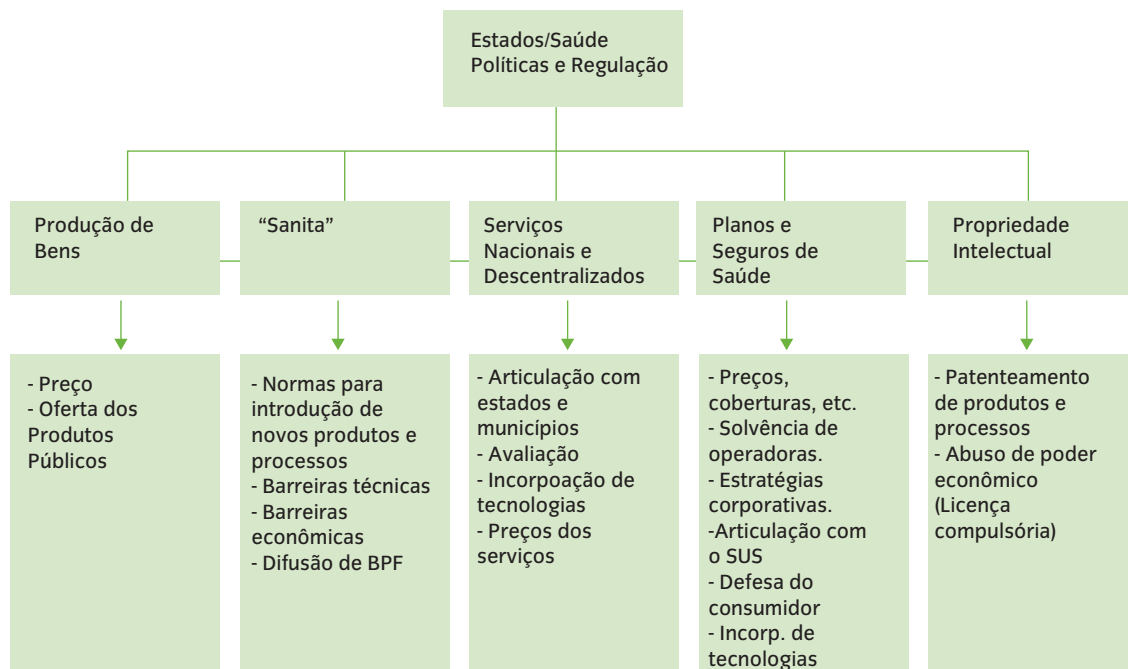 Estados/Saúde
Políticas e Regulação
Produção de
Bens
“Sanita”
Serviços
Nacionais e
Descentralizados
Planos e
Seguros de
Saúde
Propriedade
Intelectual
- Preço
- Oferta dos
Produtos
Públicos
- Normas para
introdução de
novos produtos e
processos
- Barreiras técnicas
- Barreiras
econômicas
- Difusão de BPF
- Articulação com
estados e
municípios
- Avaliação
- Incorpoação de
tecnologias
- Preços dos
serviços
- Preços,
coberturas, etc.
- Solvência de
operadoras.
- Estratégias
corporativas.
-Articulação com
o SUS
- Defesa do
consumidor
- Incorp. de
tecnologias
- Patenteamento
de produtos e
processos
- Abuso de poder
econômico
(Licença
compulsória)